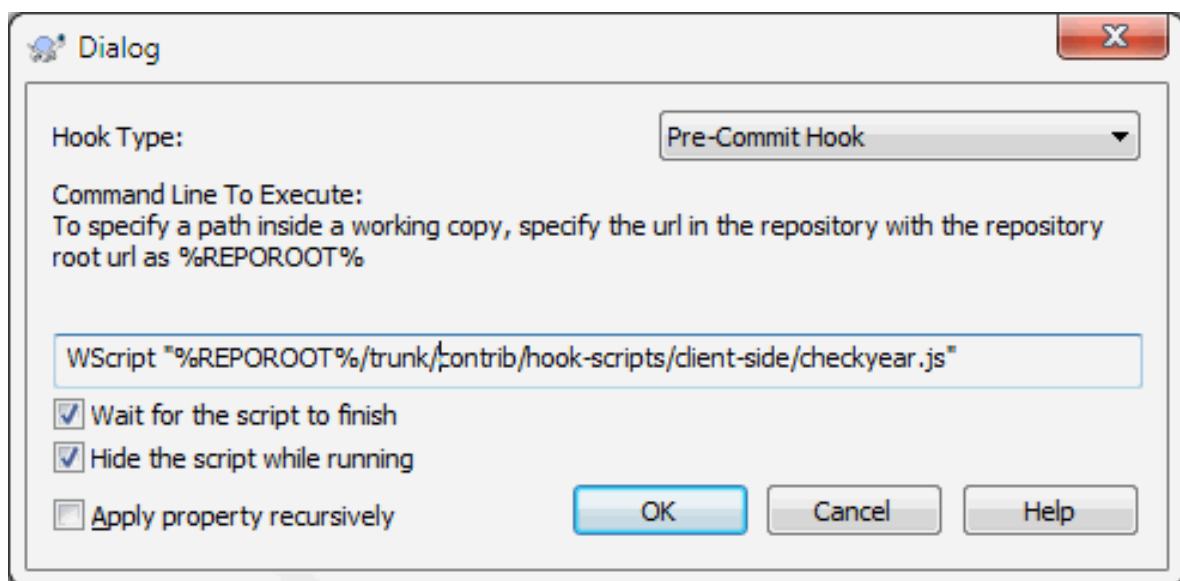 Dialog
Hook Type:
Pre-Commit Hook
Command Line To Execute:
To specify a path inside a working copy, specify the url in the repository with the repository
root url as %REPOROOT%
WScript "%REPOROOT%/trunk/contrib/hook-scripts/client-side/checkyear.js"
Wait for the script to finish
Hide the script while running
Apply property recursively
OK
Cancel
Help